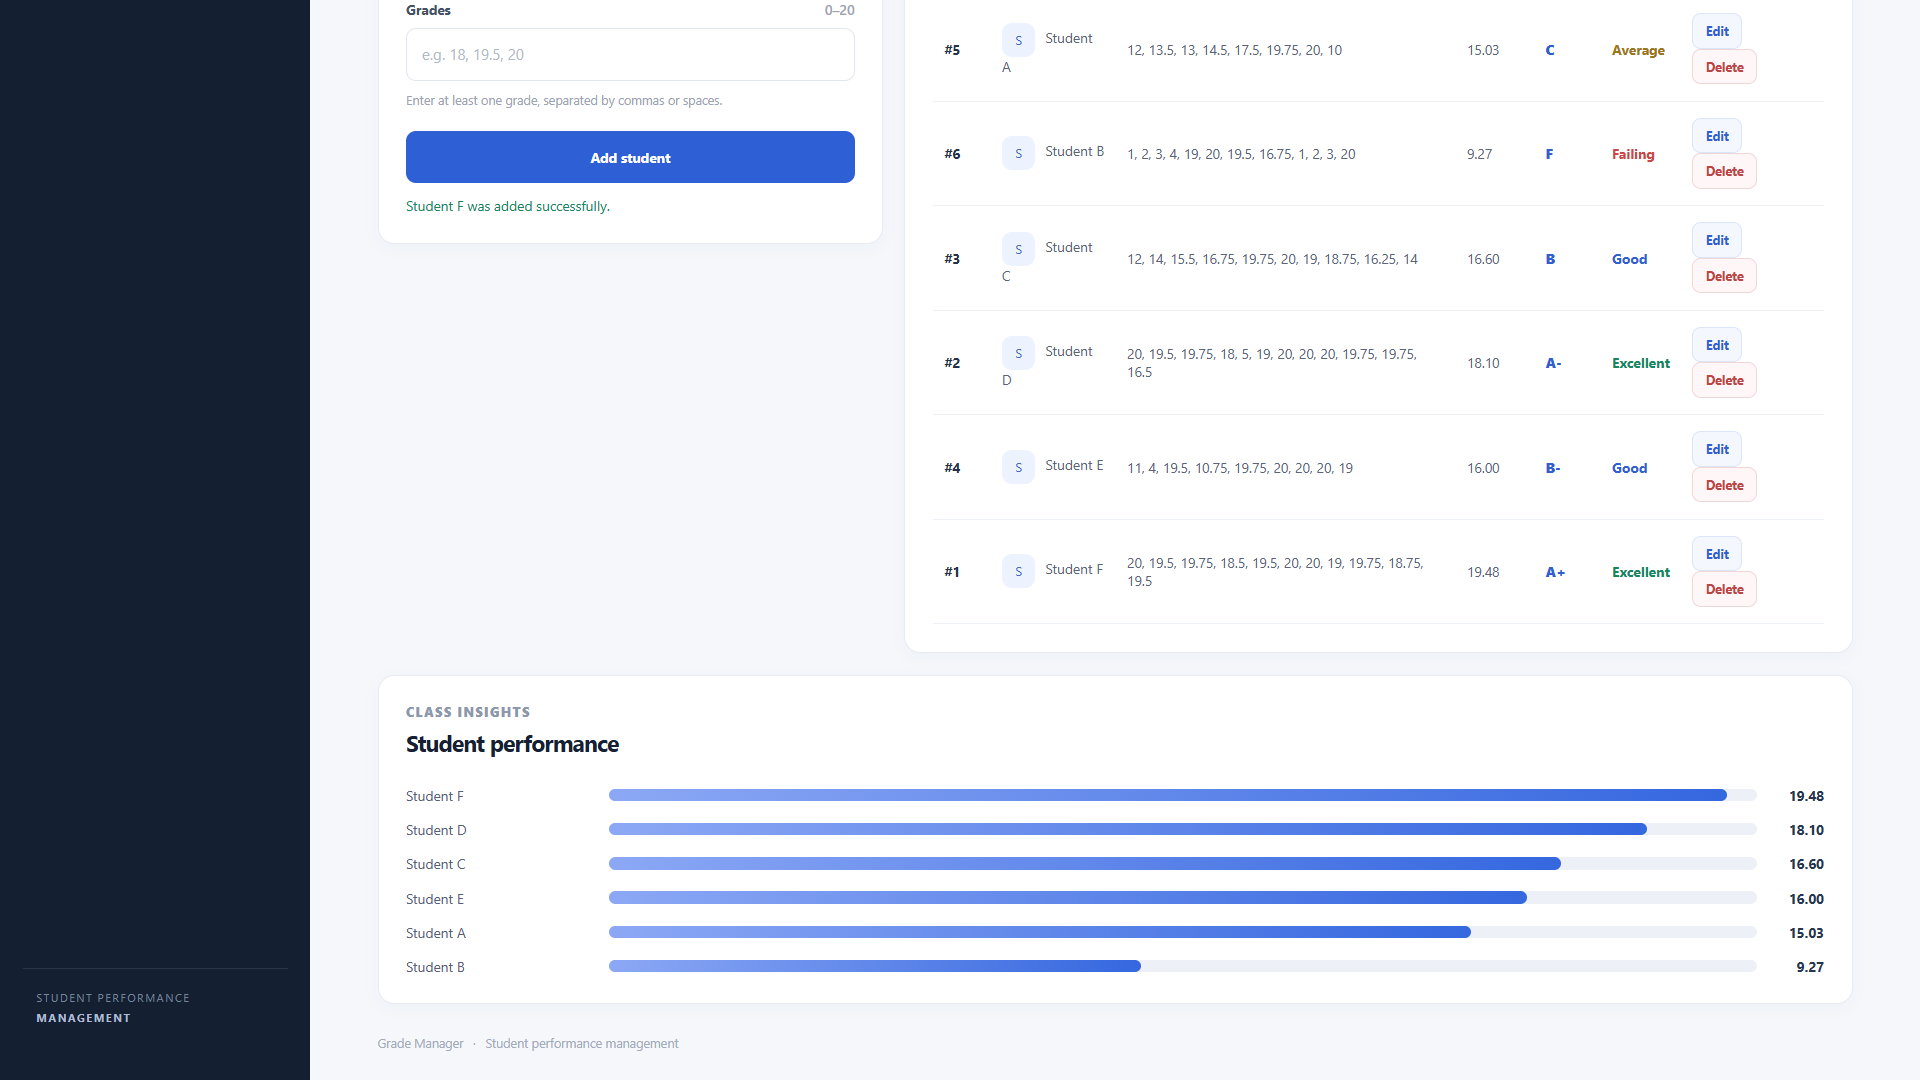 Grades 0–20
e.g. 18, 19.5, 20
Enter at least one grade, separated by commas or spaces.
Add student
Student F was added successfully.
#5 S Student A 12, 13.5, 13, 14.5, 17.5, 19.75, 20, 10 15.03 C Average Edit Delete
#6 S Student B 1, 2, 3, 4, 19, 20, 19.5, 16.75, 1, 2, 3, 20 9.27 F Failing Edit Delete
#3 S Student C 12, 14, 15.5, 16.75, 19.75, 20, 19, 18.75, 16.25, 14 16.60 B Good Edit Delete
#2 S Student D 20, 19.5, 19.75, 18, 5, 19, 20, 20, 20, 19.75, 19.75, 16.5 18.10 A- Excellent Edit Delete
#4 S Student E 11, 4, 19.5, 10.75, 19.75, 20, 20, 20, 19 16.00 B- Good Edit Delete
#1 S Student F 20, 19.5, 19.75, 18.5, 19.5, 20, 20, 19, 19.75, 18.75, 19.5 19.48 A+ Excellent Edit Delete
CLASS INSIGHTS
Student performance
Student F 19.48
Student D 18.10
Student C 16.60
Student E 16.00
Student A 15.03
Student B 9.27
STUDENT PERFORMANCE
MANAGEMENT
Grade Manager · Student performance management